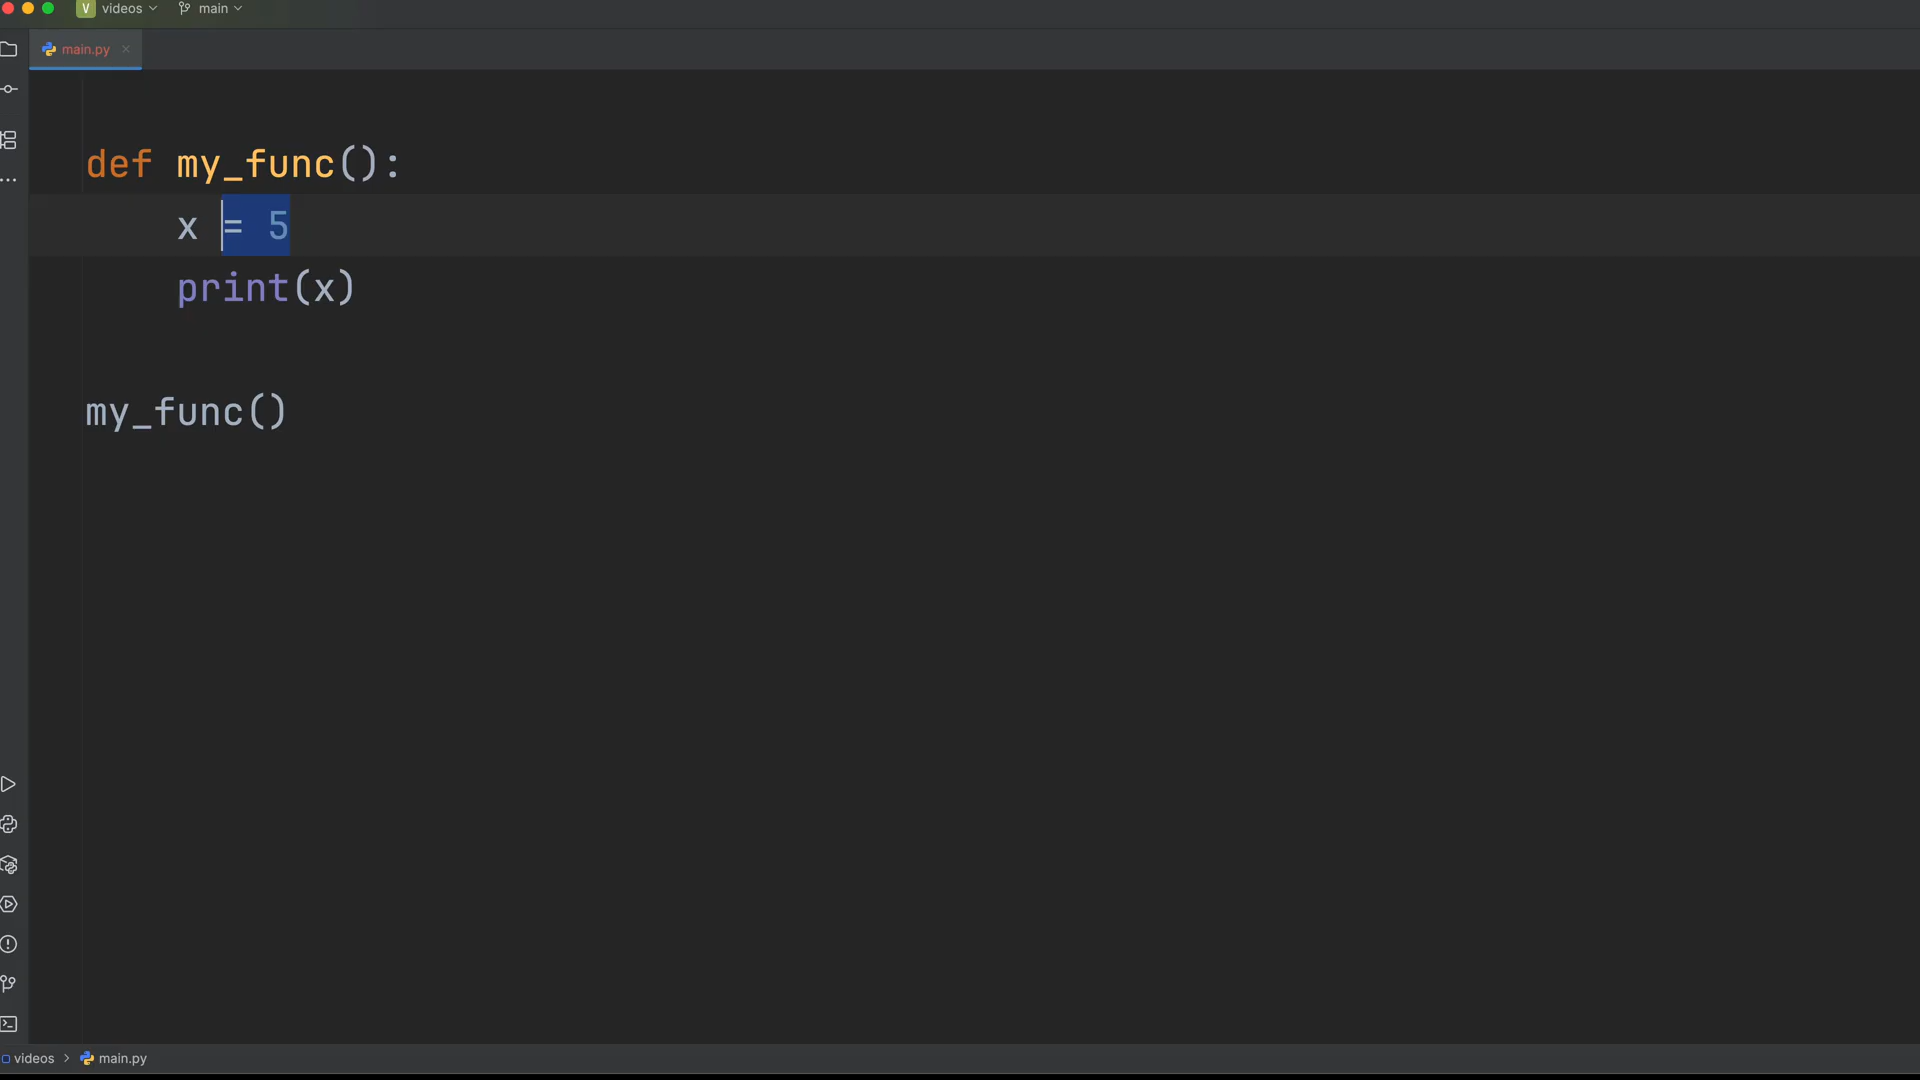 V videos main
main.py
def my_func():
    x = 5
    print(x)
my_func()
videos > main.py